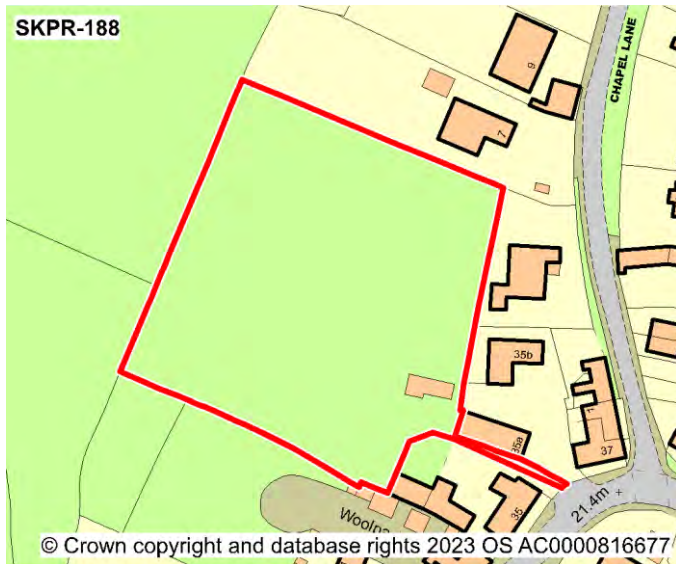 SKPR-188
CHAPEL LANE
9
7
35b
35a
1
37
35
21.4m
Woolno
© Crown copyright and database rights 2023 OS AC0000816677